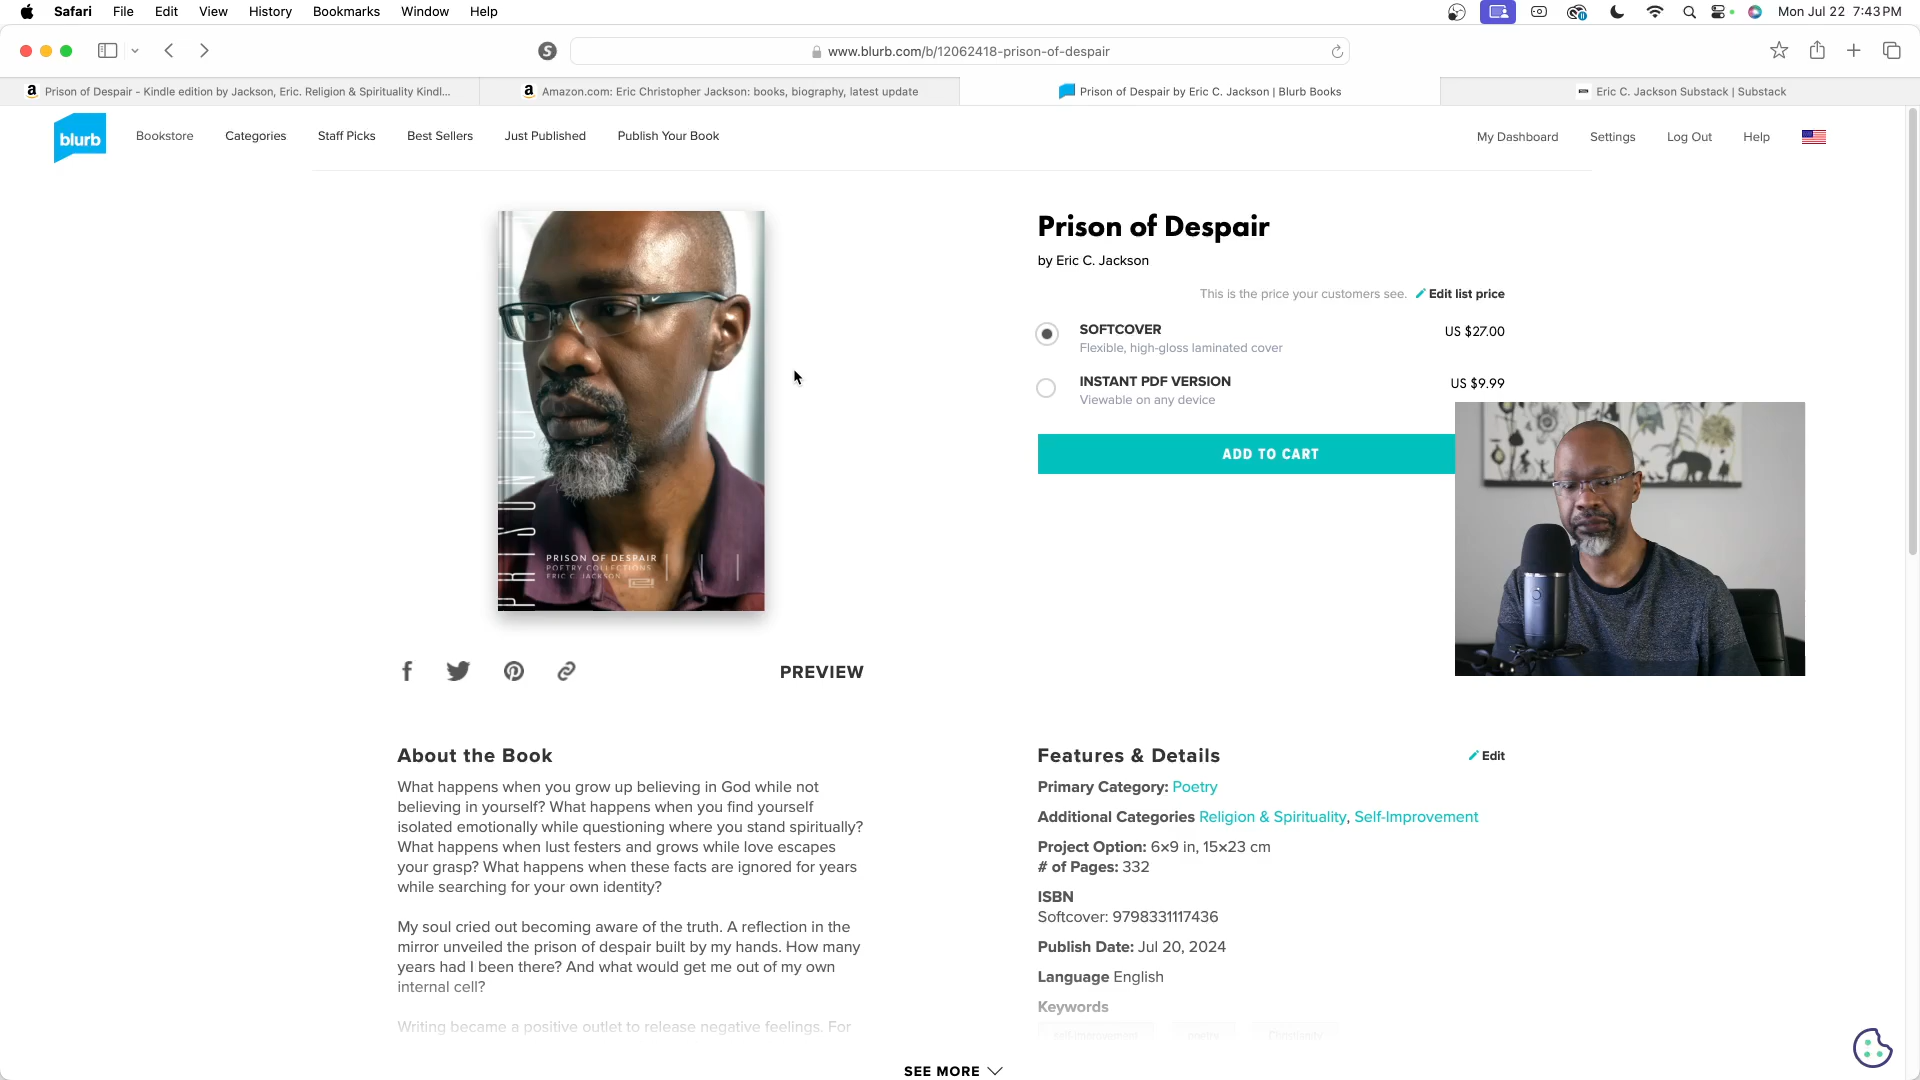 Safari File Edit View History Bookmarks Window Help Mon Jul 22 7:43 PM
www.blurb.com/b/12062418-prison-of-despair
Prison of Despair - Kindle edition by Jackson, Eric. Religion & Spirituality Kindl...
Amazon.com: Eric Christopher Jackson: books, biography, latest update
Prison of Despair by Eric C. Jackson | Blurb Books
Eric C. Jackson Substack | Substack
blurb
Bookstore Categories Staff Picks Best Sellers Just Published Publish Your Book
My Dashboard Settings Log Out Help
PRISON
PRISON OF DESPAIR
POETRY COLLECTIONS
ERIC C. JACKSON
PREVIEW
Prison of Despair
by Eric C. Jackson
This is the price your customers see. Edit list price
SOFTCOVER US $27.00
Flexible, high-gloss laminated cover
INSTANT PDF VERSION US $9.99
Viewable on any device
ADD TO CART
About the Book
What happens when you grow up believing in God while not
believing in yourself? What happens when you find yourself
isolated emotionally while questioning where you stand spiritually?
What happens when lust festers and grows while love escapes
your grasp? What happens when these facts are ignored for years
while searching for your own identity?
My soul cried out becoming aware of the truth. A reflection in the
mirror unveiled the prison of despair built by my hands. How many
years had I been there? And what would get me out of my own
internal cell?
Writing became a positive outlet to release negative feelings. For
Features & Details Edit
Primary Category: Poetry
Additional Categories Religion & Spirituality, Self-Improvement
Project Option: 6×9 in, 15×23 cm
# of Pages: 332
ISBN
Softcover: 9798331117436
Publish Date: Jul 20, 2024
Language English
Keywords
self-improvement Christianity
SEE MORE